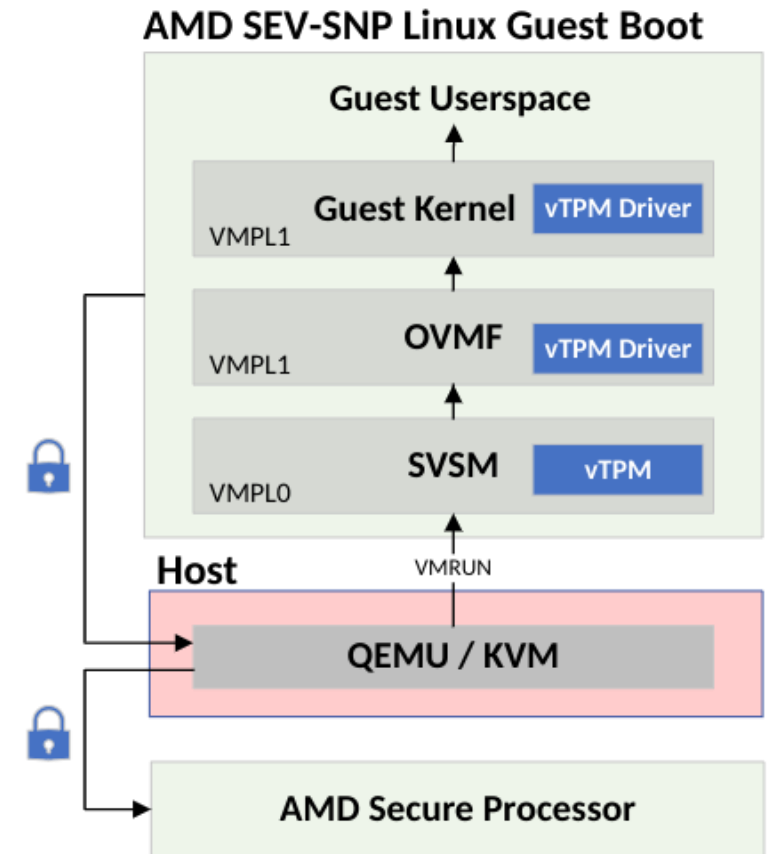 AMD SEV-SNP Linux Guest Boot
Guest Userspace
Guest Kernel
vTPM Driver
VMPL1
OVMF
vTPM Driver
VMPL1
SVSM
vTPM
VMPL0
VMRUN
Host
QEMU / KVM
AMD Secure Processor